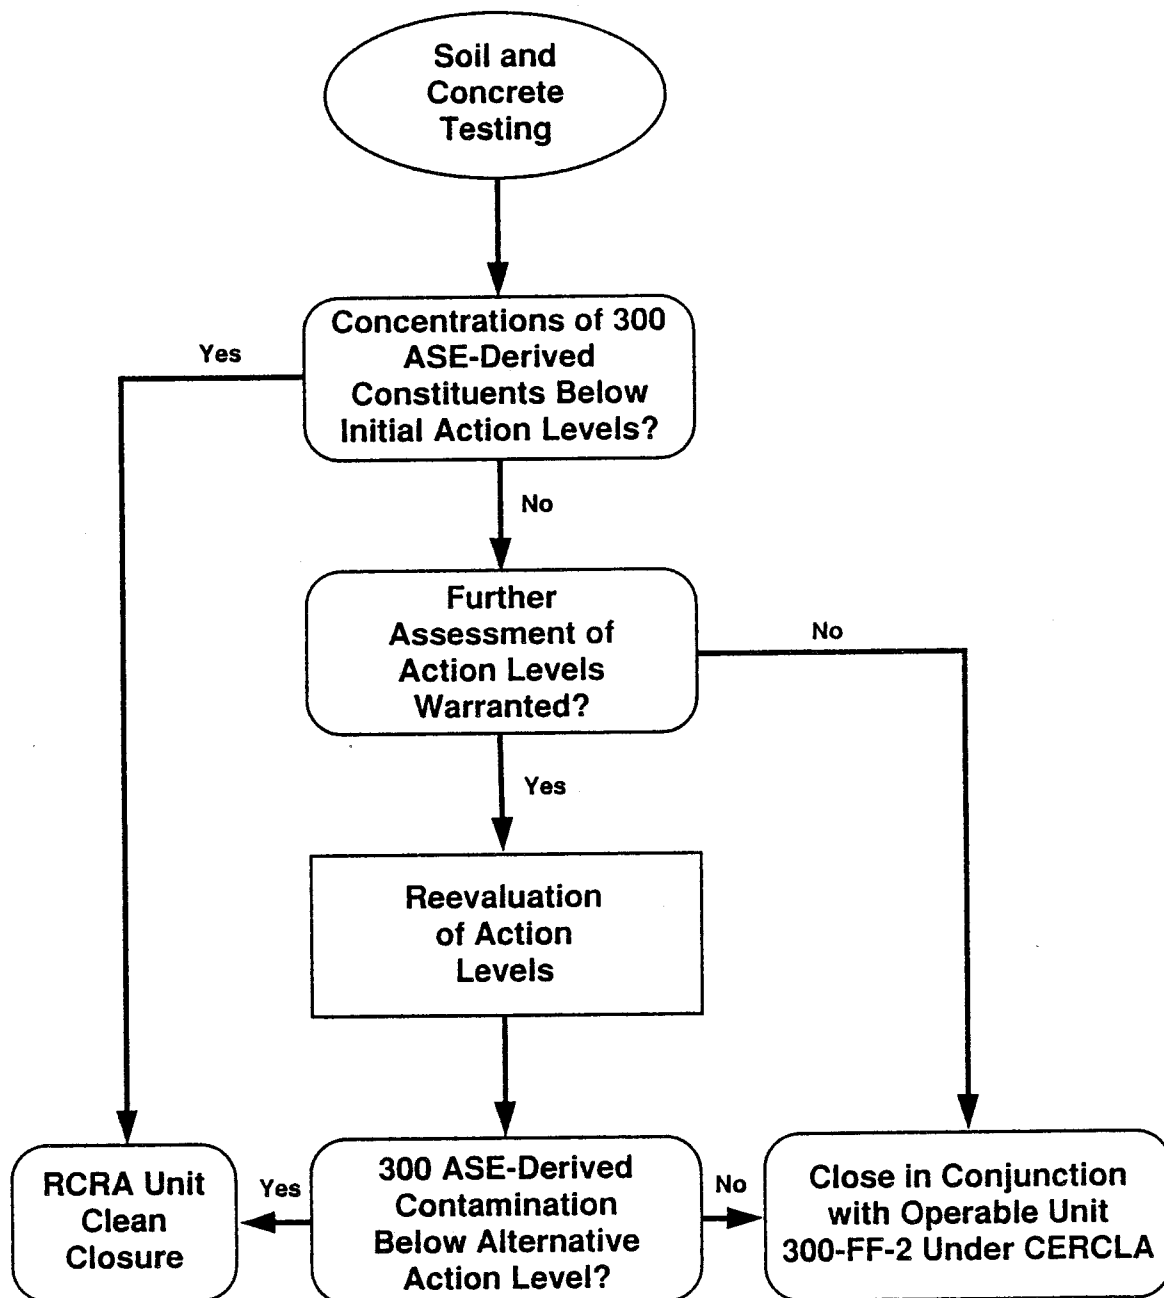 Soil and
Concrete
Testing
Concentrations of 300
ASE-Derived
Constituents Below
Initial Action Levels?
Yes
No
Further
Assessment of
Action Levels
Warranted?
No
Yes
Reevaluation
of Action
Levels
RCRA Unit
Clean
Closure
Yes
300 ASE-Derived
Contamination
Below Alternative
Action Level?
No
Close in Conjunction
with Operable Unit
300-FF-2 Under CERCLA